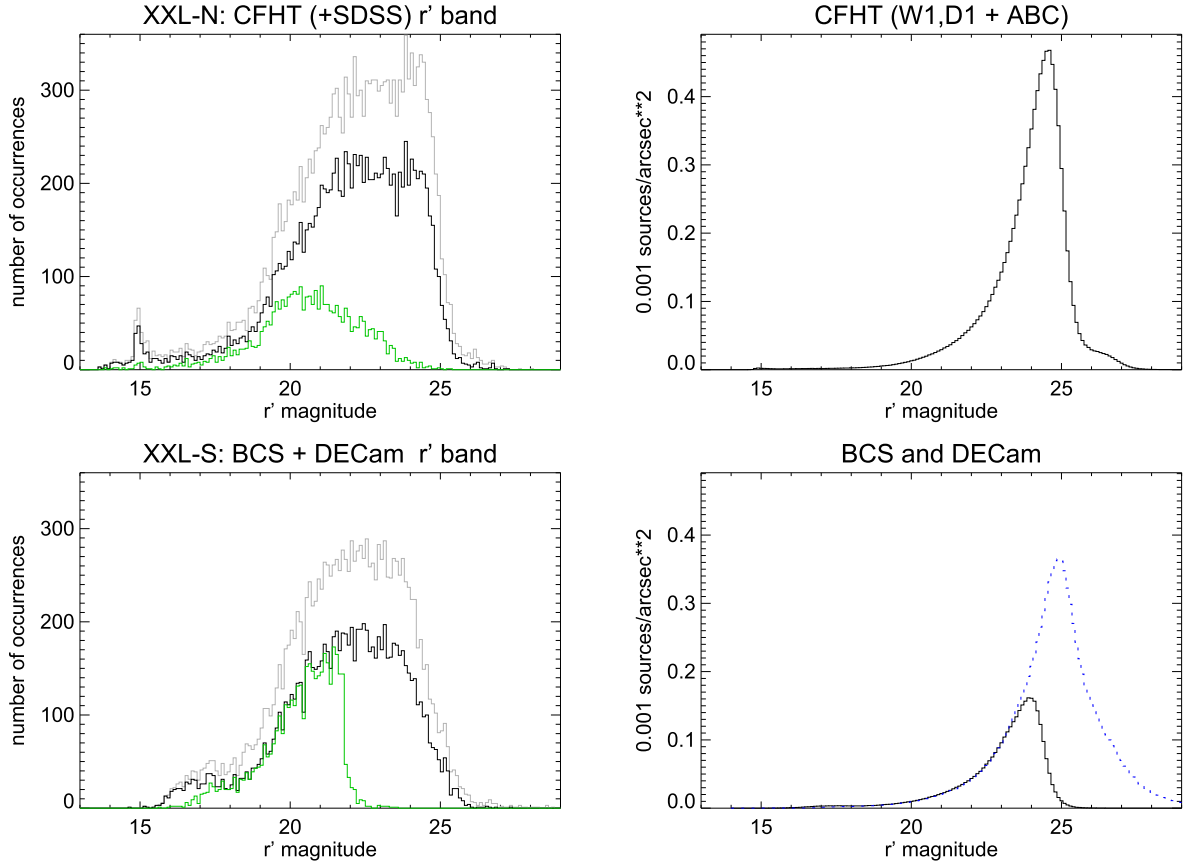 XXL-N: CFHT (+SDSS) r’ band
number of occurrences
300
200
100
0
15 20 25
r’ magnitude
CFHT (W1,D1 + ABC)
0.001 sources/arcsec**2
0.4
0.3
0.2
0.1
0.0
15 20 25
r’ magnitude
XXL-S: BCS + DECam r’ band
number of occurrences
300
200
100
0
15 20 25
r’ magnitude
BCS and DECam
0.001 sources/arcsec**2
0.4
0.3
0.2
0.1
0.0
15 20 25
r’ magnitude